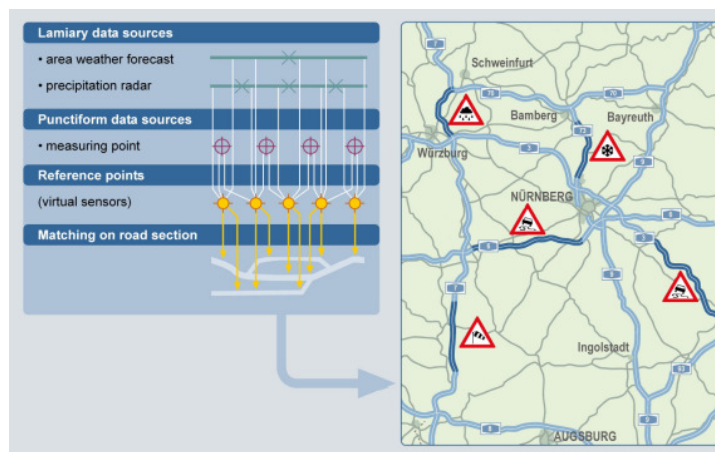 Lamiary data sources
• area weather forecast
• precipitation radar
Punctiform data sources
• measuring point
Reference points
(virtual sensors)
Matching on road section
7
Schweinfurt
70
70
Bamberg
Bayreuth
73
Würzburg
3
9
NÜRNBERG
6
6
3
7
9
Ingolstadt
93
9
8
AUGSBURG